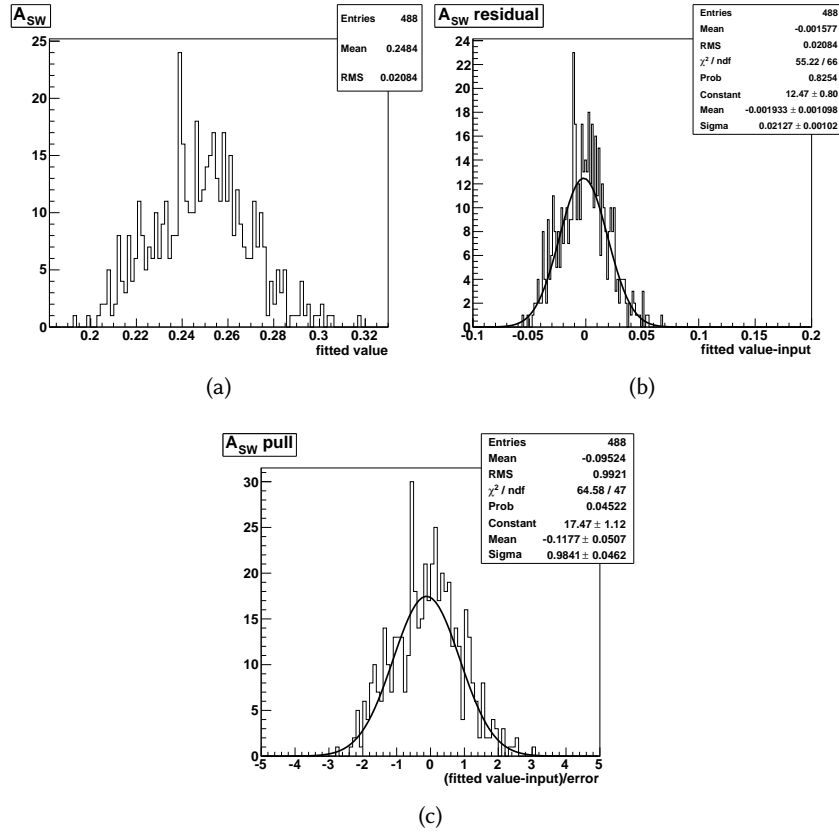 A_SW
Entries 488
Mean 0.2484
RMS 0.02084
25
20
15
10
5
0
0.2 0.22 0.24 0.26 0.28 0.3 0.32
fitted value
(a)
A_SW residual
Entries 488
Mean -0.001577
RMS 0.02084
χ² / ndf 55.22 / 66
Prob 0.8254
Constant 12.47 ± 0.80
Mean -0.001933 ± 0.001098
Sigma 0.02127 ± 0.00102
24
22
20
18
16
14
12
10
8
6
4
2
0
-0.1 -0.05 0 0.05 0.1 0.15 0.2
fitted value-input
(b)
A_SW pull
Entries 488
Mean -0.09524
RMS 0.9921
χ² / ndf 64.58 / 47
Prob 0.04522
Constant 17.47 ± 1.12
Mean -0.1177 ± 0.0507
Sigma 0.9841 ± 0.0462
30
25
20
15
10
5
0
-5 -4 -3 -2 -1 0 1 2 3 4 5
(fitted value-input)/error
(c)